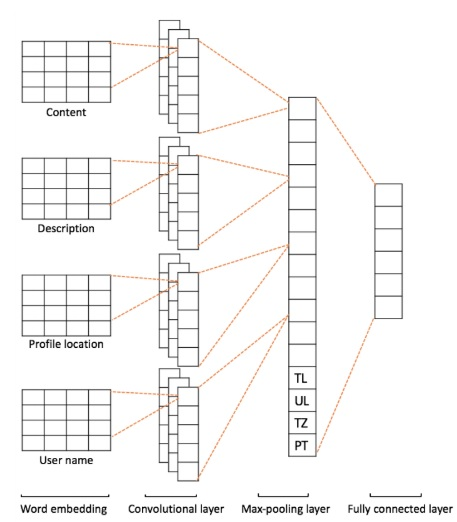 Content
Description
Profile location
User name
TL
UL
TZ
PT
Word embedding
Convolutional layer
Max-pooling layer
Fully connected layer